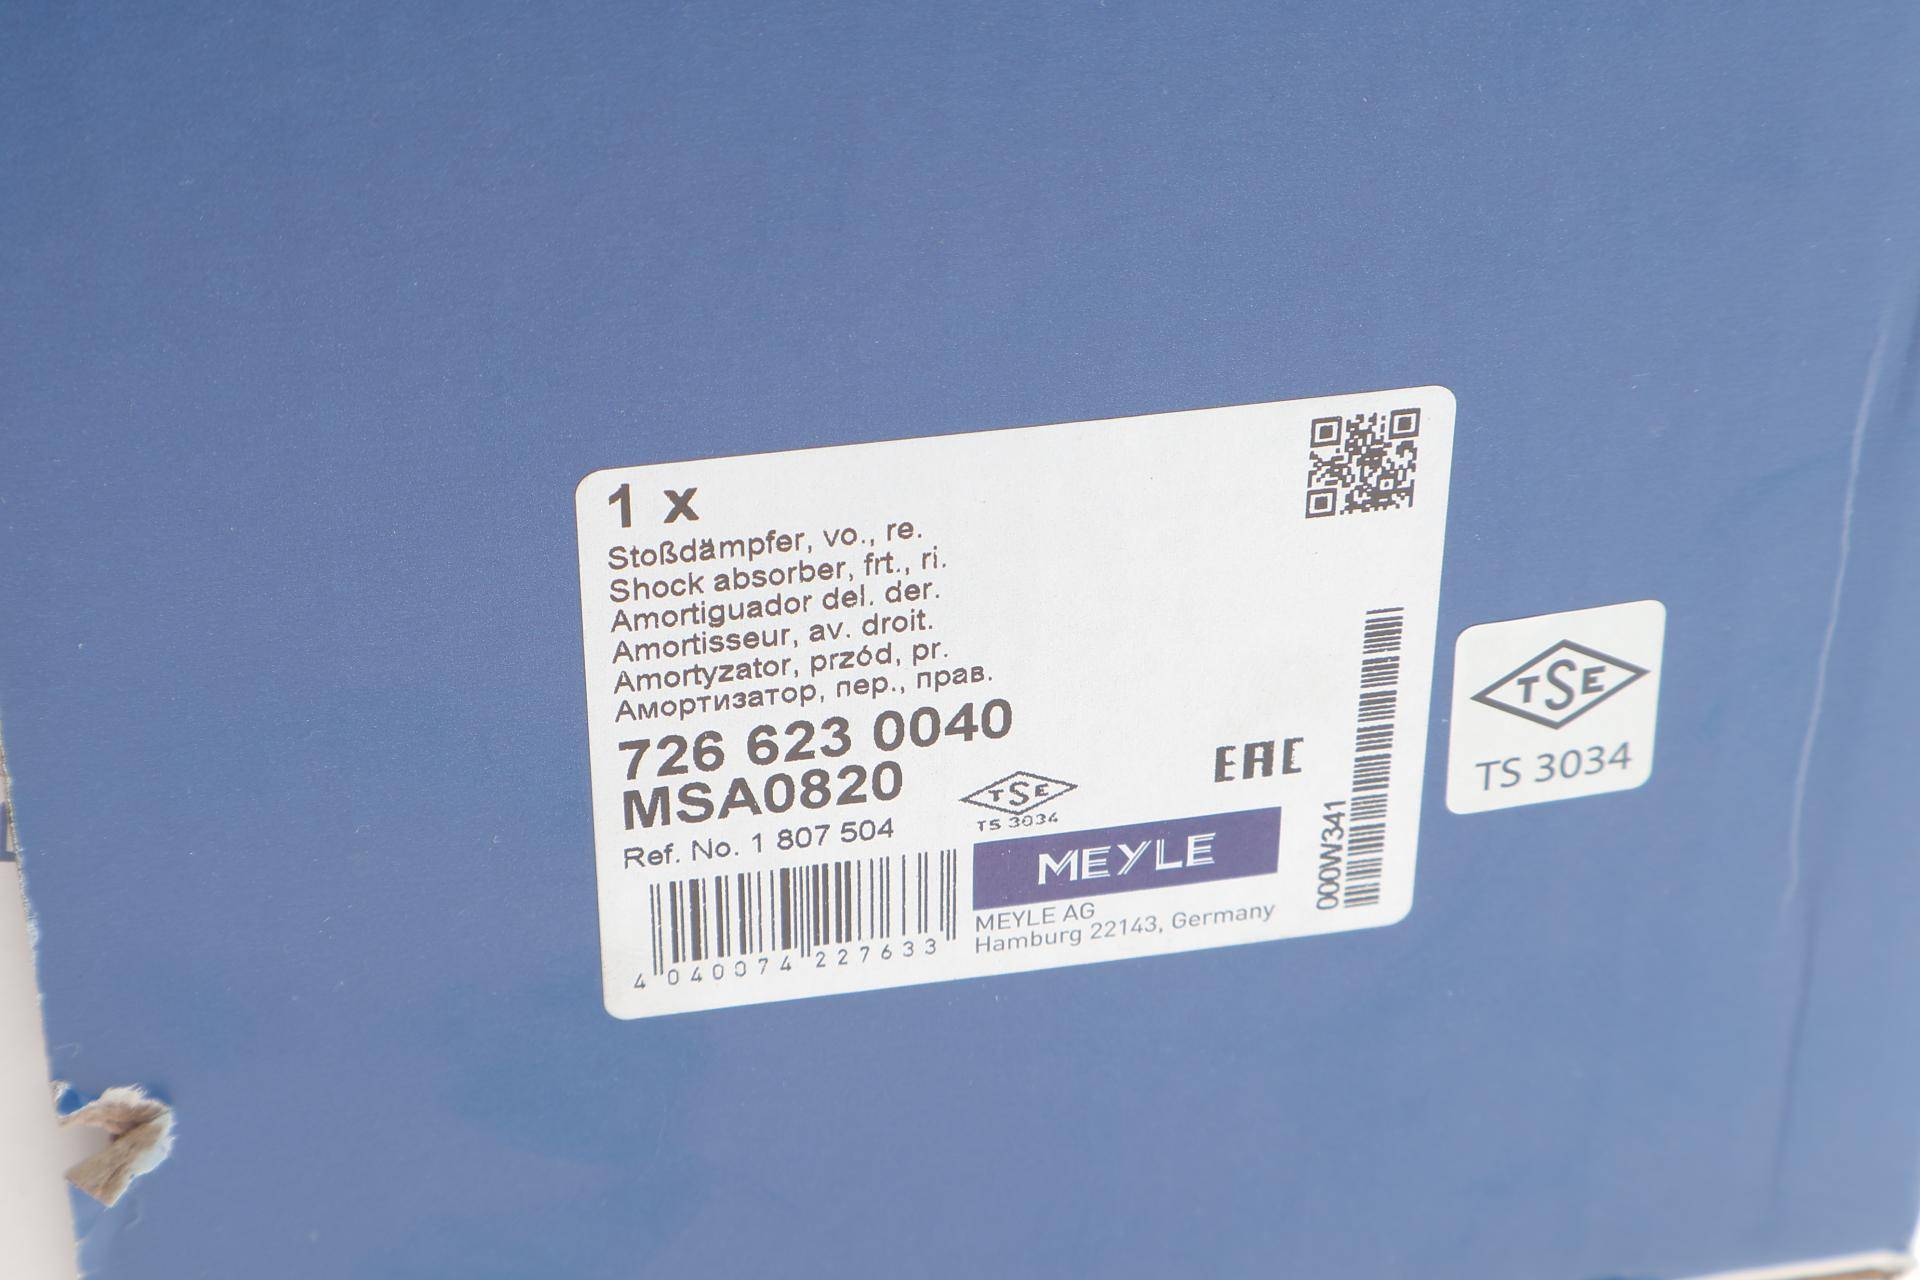 1 x
Stoßdämpfer, vo., re.
Shock absorber, frt., ri.
Amortiguador del. der.
Amortisseur, av. droit.
Amortyzator, przód, pr.
Амортизатор, пер., прав.
726 623 0040
MSA0820
Ref. No. 1 807 504
4 040074 227633
TSE
TS 3034
EAC
MEYLE
MEYLE AG
Hamburg 22143, Germany
000W341
TSE
TS 3034